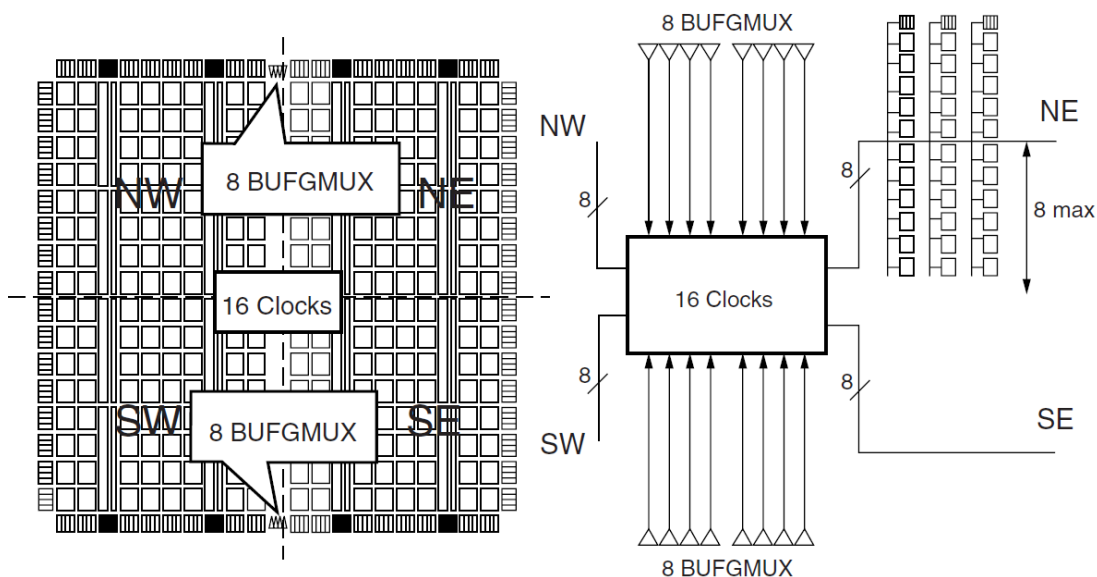 8 BUFGMUX
NW
NE
16 Clocks
SW
SE
8 BUFGMUX
8 BUFGMUX
NW
8
8
NE
8 max
16 Clocks
8
8
SW
SE
8 BUFGMUX